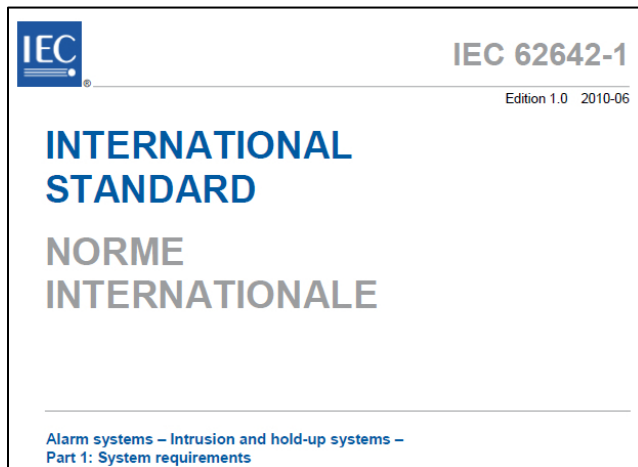 IEC
®
IEC 62642-1
Edition 1.0 2010-06
INTERNATIONAL
STANDARD
NORME
INTERNATIONALE
Alarm systems – Intrusion and hold-up systems –
Part 1: System requirements